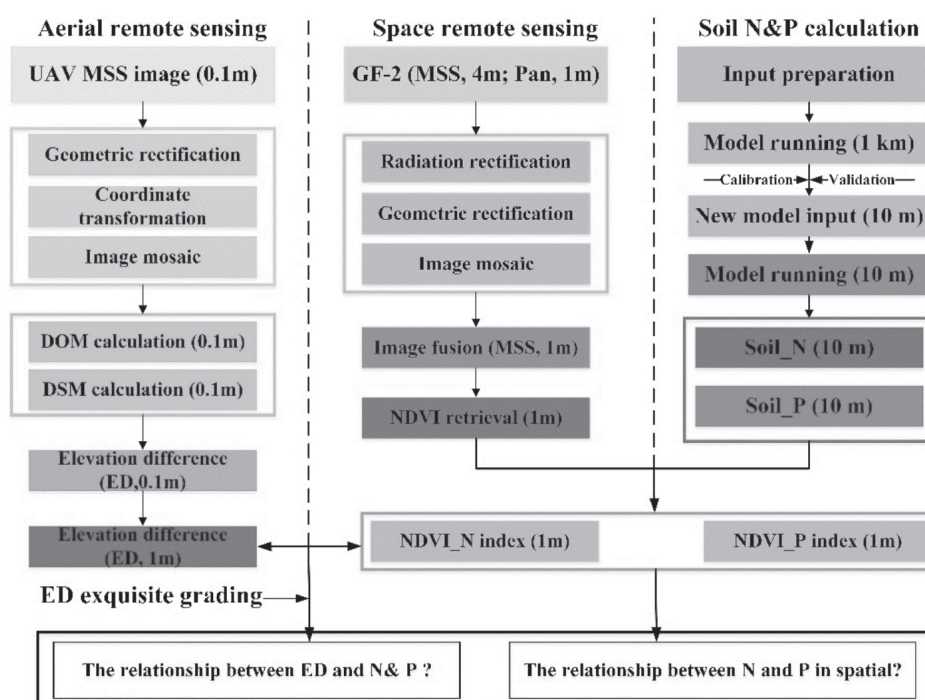 Aerial remote sensing
UAV MSS image (0.1m)
Geometric rectification
Coordinate
transformation
Image mosaic
DOM calculation (0.1m)
DSM calculation (0.1m)
Elevation difference
(ED,0.1m)
Elevation difference
(ED, 1m)
ED exquisite grading
Space remote sensing
GF-2 (MSS, 4m; Pan, 1m)
Radiation rectification
Geometric rectification
Image mosaic
Image fusion (MSS, 1m)
NDVI retrieval (1m)
Soil N&P calculation
Input preparation
Model running (1 km)
Calibration
Validation
New model input (10 m)
Model running (10 m)
Soil_N (10 m)
Soil_P (10 m)
NDVI_N index (1m)
NDVI_P index (1m)
The relationship between ED and N& P ?
The relationship between N and P in spatial?